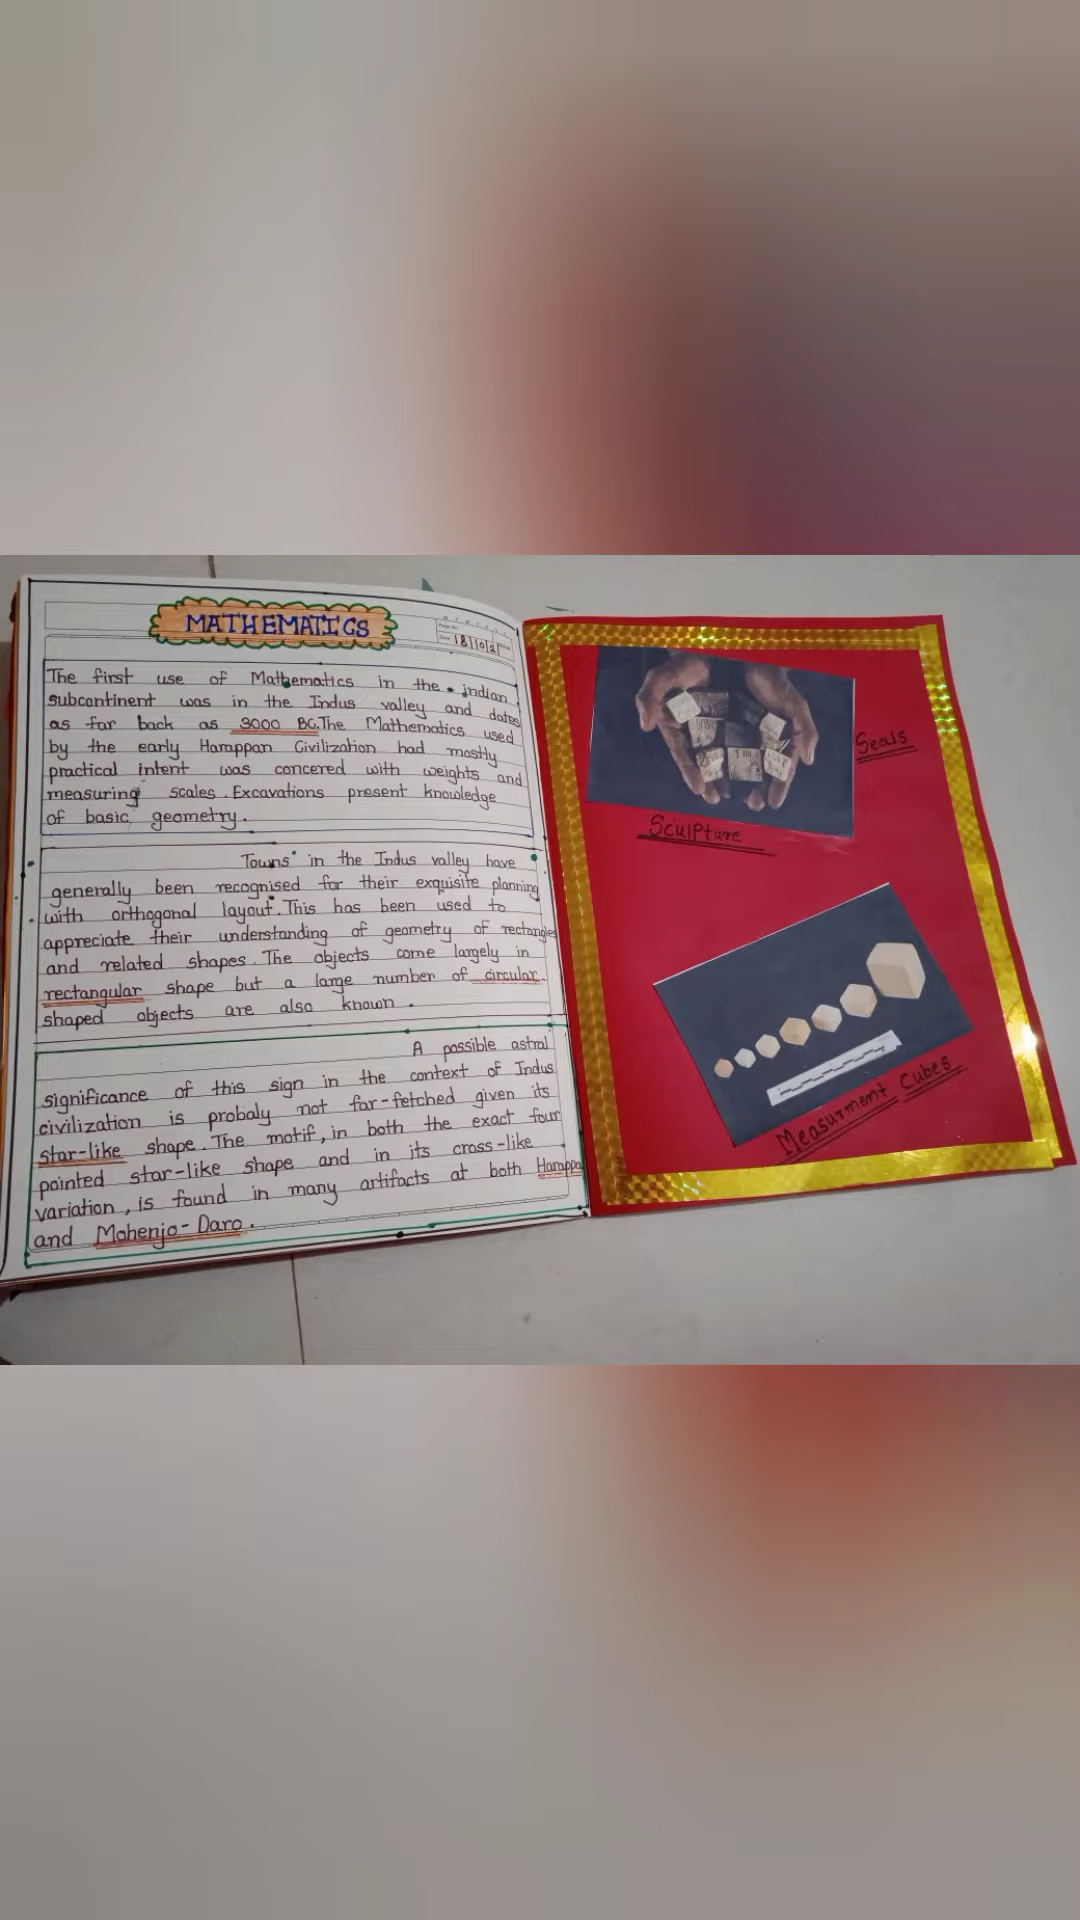 MATHEMATICS
The first use of Mathematics in the indian
subcontinent was in the Indus valley and dates
as far back as 3000 BC. The Mathematics used
by the early Harappan Civilization had mostly
practical intent was concered with weights and
measuring scales. Excavations present knowledge
of basic geometry.
Towns in the Indus valley have
generally been recognised for their exquisite planning
with orthogonal layout. This has been used to
appreciate their understanding of geometry of rectangles
and related shapes. The objects come largely in
rectangular shape but a large number of circular
shaped objects are also known.
A possible astral
significance of this sign in the context of Indus
civilization is probaly not far-fetched given its
star-like shape. The motif, in both the exact four
pointed star-like shape and in its cross-like
variation, is found in many artifacts at both Harappa
and Mohenjo-Daro.
Seals
Sculpture
Measurment Cubes